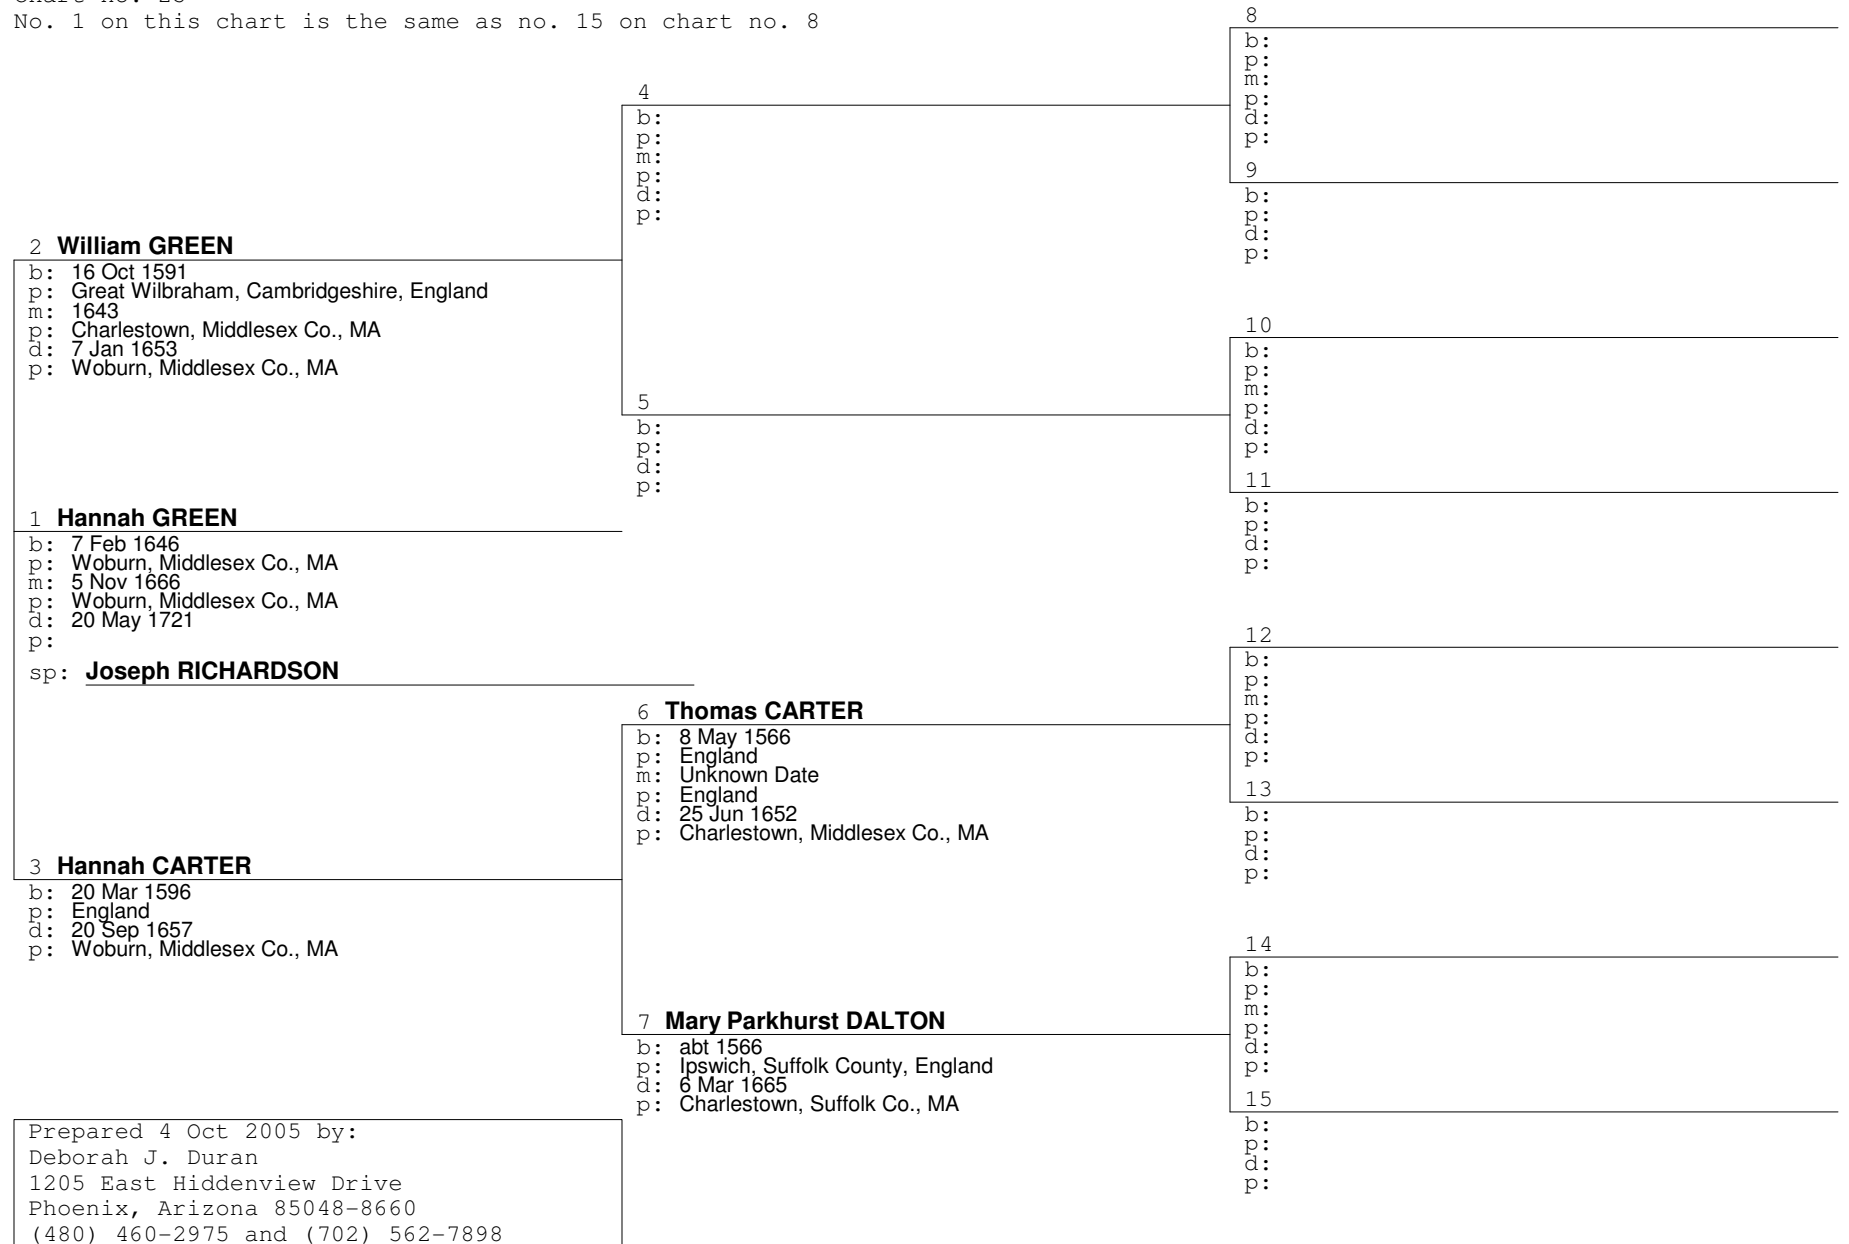 No. 1 on this chart is the same as no. 15 on chart no. 8
8
b:
p:
m:
p:
d:
p:
4
b:
p:
m:
p:
d:
p:
9
b:
p:
d:
p:
2 William GREEN
b: 16 Oct 1591
p: Great Wilbraham, Cambridgeshire, England
m: 1643
p: Charlestown, Middlesex Co., MA
d: 7 Jan 1653
p: Woburn, Middlesex Co., MA
10
b:
p:
m:
p:
d:
p:
5
b:
p:
d:
p:
11
b:
p:
d:
p:
1 Hannah GREEN
b: 7 Feb 1646
p: Woburn, Middlesex Co., MA
m: 5 Nov 1666
p: Woburn, Middlesex Co., MA
d: 20 May 1721
p:
sp: Joseph RICHARDSON
12
b:
p:
m:
p:
d:
p:
6 Thomas CARTER
b: 8 May 1566
p: England
m: Unknown Date
p: England
d: 25 Jun 1652
p: Charlestown, Middlesex Co., MA
13
b:
p:
d:
p:
3 Hannah CARTER
b: 20 Mar 1596
p: England
d: 20 Sep 1657
p: Woburn, Middlesex Co., MA
14
b:
p:
m:
p:
d:
p:
7 Mary Parkhurst DALTON
b: abt 1566
p: Ipswich, Suffolk County, England
d: 6 Mar 1665
p: Charlestown, Suffolk Co., MA
15
b:
p:
d:
p:
Prepared 4 Oct 2005 by:
Deborah J. Duran
1205 East Hiddenview Drive
Phoenix, Arizona 85048-8660
(480) 460-2975 and (702) 562-7898